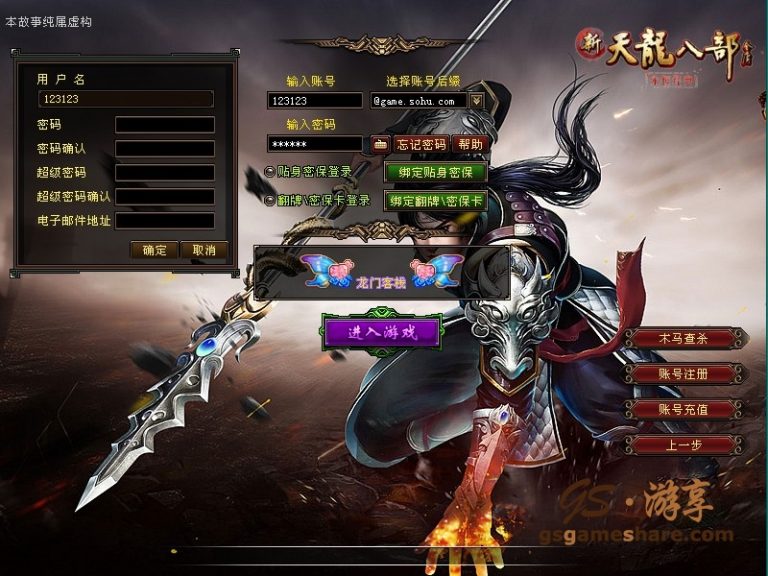 本故事纯属虚构
用户名
123123
密码
密码确认
超级密码
超级密码确认
电子邮件地址
确定 取消
输入账号 选择账号后缀
123123 @game.sohu.com
输入密码
****** 忘记密码 帮助
贴身密保登录 绑定贴身密保
翻牌\密保卡登录 绑定翻牌\密保卡
龙门客栈
进入游戏
新天龍八部
木马查杀
账号注册
账号充值
上一步
GS·游享
gsgameshare.com